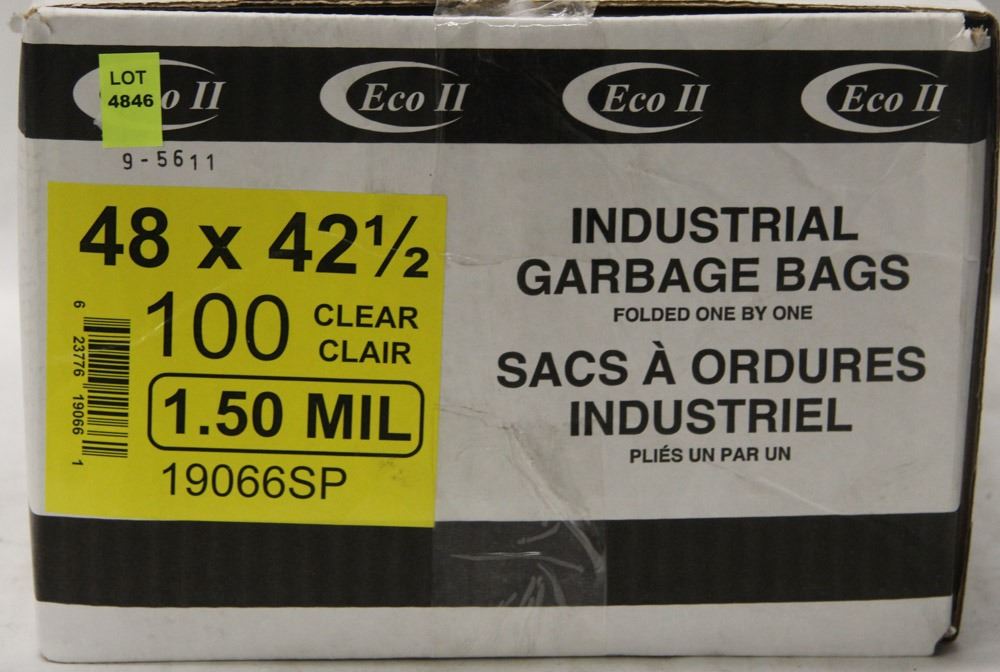 LOT
4846
o II
Eco II
Eco II
Eco II
9-5611
48 x 42½
100
CLEAR
CLAIR
1.50 MIL
19066SP
6 23776 19066 1
INDUSTRIAL
GARBAGE BAGS
FOLDED ONE BY ONE
SACS À ORDURES
INDUSTRIEL
PLIÉS UN PAR UN